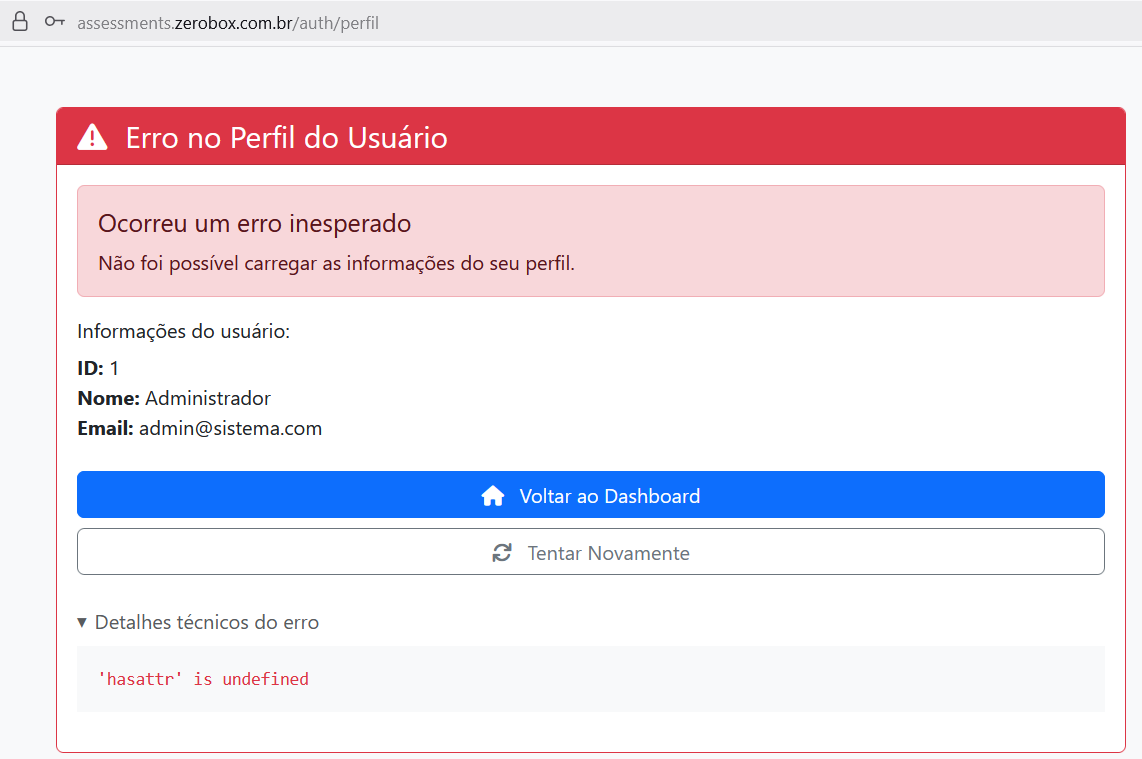 assessments.zerobox.com.br/auth/perfil
Erro no Perfil do Usuário
Ocorreu um erro inesperado
Não foi possível carregar as informações do seu perfil.
Informações do usuário:
ID: 1
Nome: Administrador
Email: admin@sistema.com
Voltar ao Dashboard
Tentar Novamente
▼ Detalhes técnicos do erro
'hasattr' is undefined